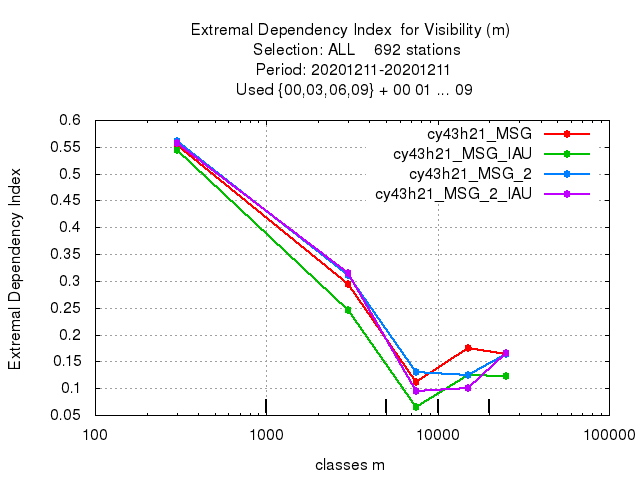 Extremal Dependency Index  for Visibility (m)
Selection: ALL    692 stations
Period: 20201211-20201211
Used {00,03,06,09} + 00 01 ... 09
cy43h21_MSG
cy43h21_MSG_IAU
cy43h21_MSG_2
cy43h21_MSG_2_IAU
Extremal Dependency Index
0.6
0.55
0.5
0.45
0.4
0.35
0.3
0.25
0.2
0.15
0.1
0.05
100 1000 10000 100000
classes m